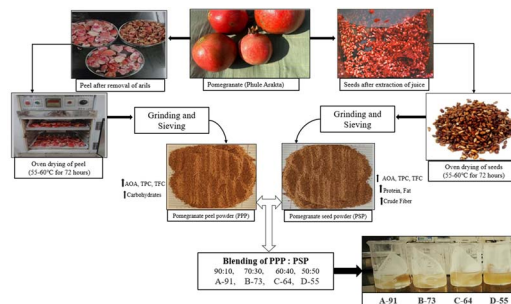 Peel after removal of arils
Pomegranate (Phule Arakta)
Seeds after extraction of juice
Grinding and
Sieving
Grinding and
Sieving
Oven drying of peel
(55-60°C for 72 hours)
Oven drying of seeds
(55-60°C for 72 hours)
AOA, TPC, TFC
Carbohydrates
AOA, TPC, TFC
Protein, Fat
Crude Fiber
Pomegranate peel powder (PPP)
Pomegranate seed powder (PSP)
Blending of PPP : PSP
90:10, 70:30, 60:40, 50:50
A-91, B-73, C-64, D-55
A-91 B-73 C-64 D-55